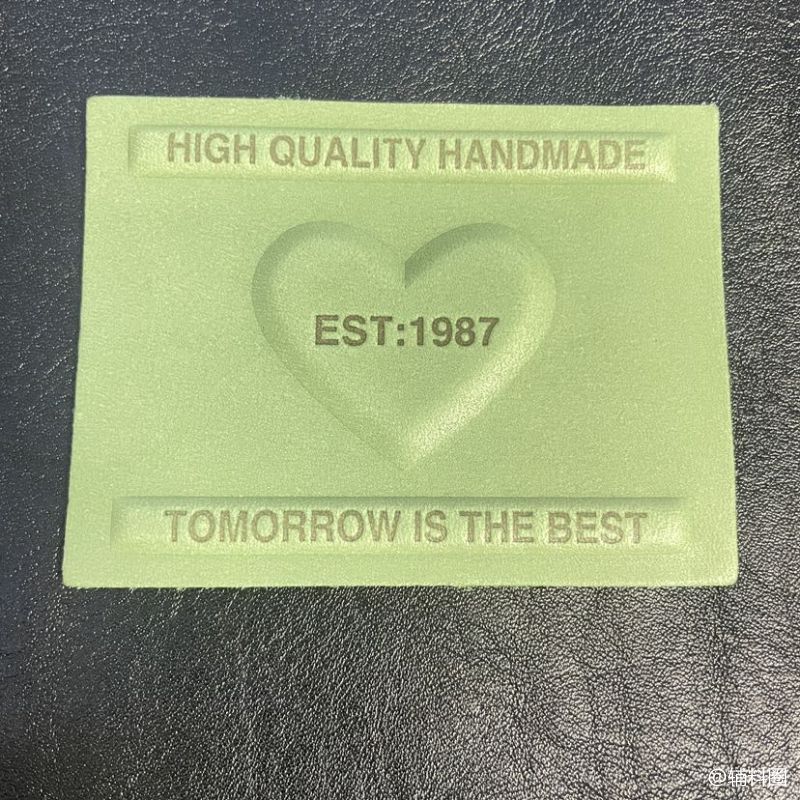 HIGH QUALITY HANDMADE
EST:1987
TOMORROW IS THE BEST
@辅料圈